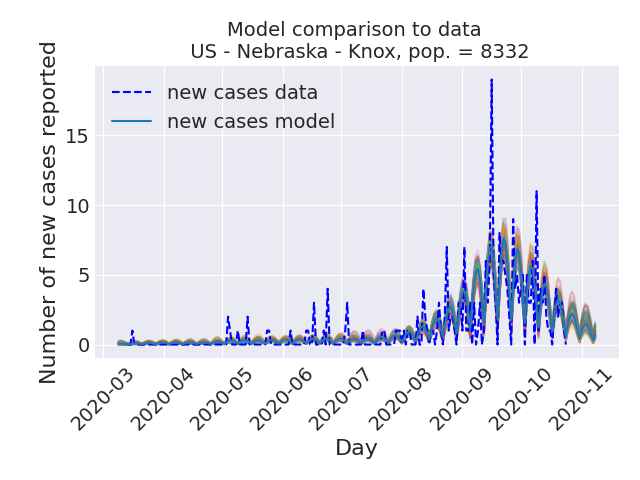 Model comparison to data
US - Nebraska - Knox, pop. = 8332
new cases data
new cases model
Number of new cases reported
15
10
5
0
2020-03
2020-04
2020-05
2020-06
2020-07
2020-08
2020-09
2020-10
2020-11
Day